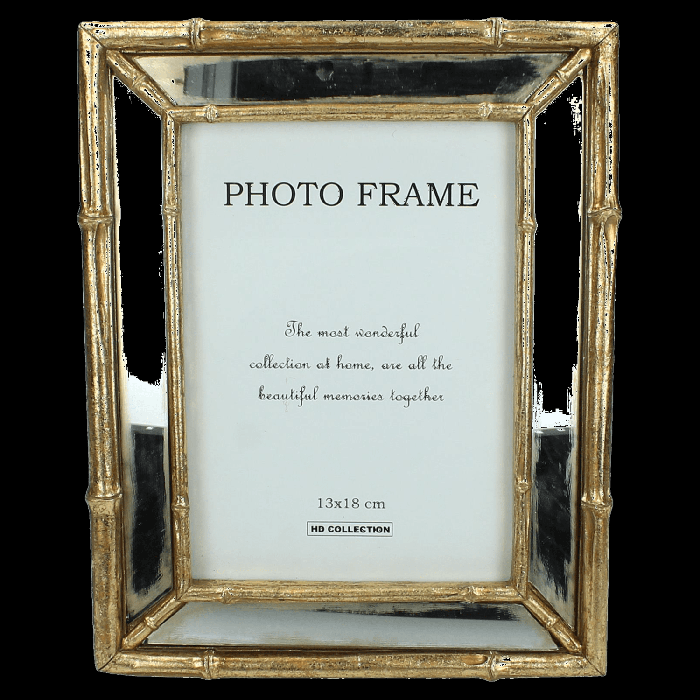 PHOTO FRAME
The most wonderful
collection at home, are all the
beautiful memories together
13x18 cm
HD COLLECTION